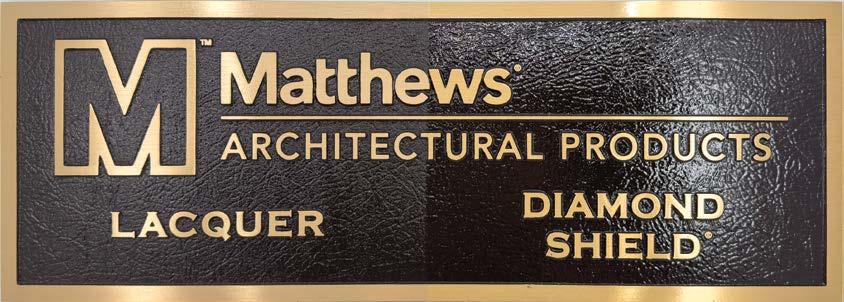 M™
Matthews®
ARCHITECTURAL PRODUCTS
LACQUER
DIAMOND
SHIELD®